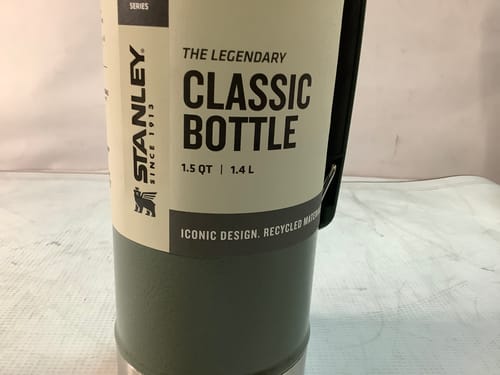 SERIES
STANLEY
SINCE 1913
THE LEGENDARY
CLASSIC
BOTTLE
1.5 QT | 1.4 L
ICONIC DESIGN. RECYCLED